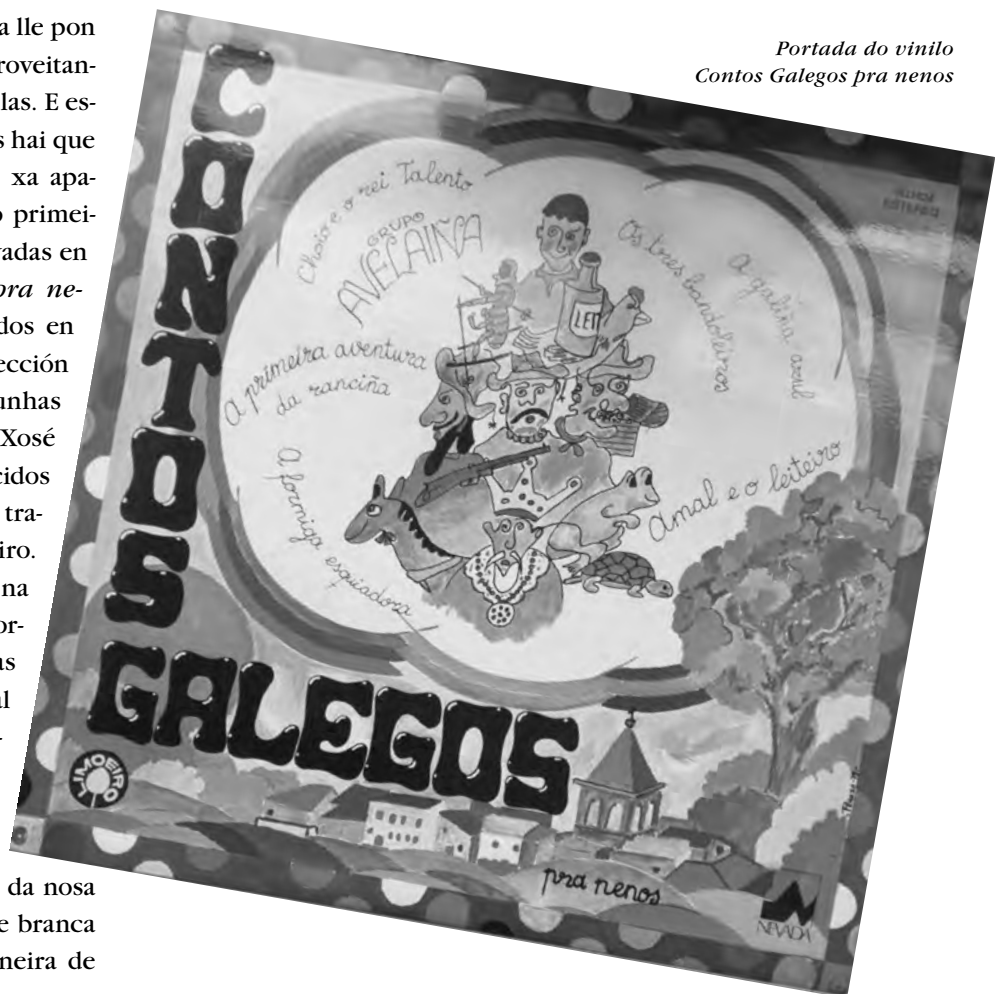 a lle pon
roveitan-
las. E es-
s hai que
xa apa-
o primei-
adas en
pra ne-
dos en
ección
unhas
Xosé
cidos
tra-
iro.
na
or-
as
al
-
da nosa
e branca
neira de
Portada do vinilo
Contos Galegos pra nenos
CONTOS
GALEGOS
pra nenos
Choio e o rei Talento
GRUPO
AVELAIÑA
Os tres bandoleiros
A galiña azul
A primeira aventura
da ranciña
A formiga esquiadora
Amal e o leiteiro
LEIT
LIMOEIRO
NEVADA